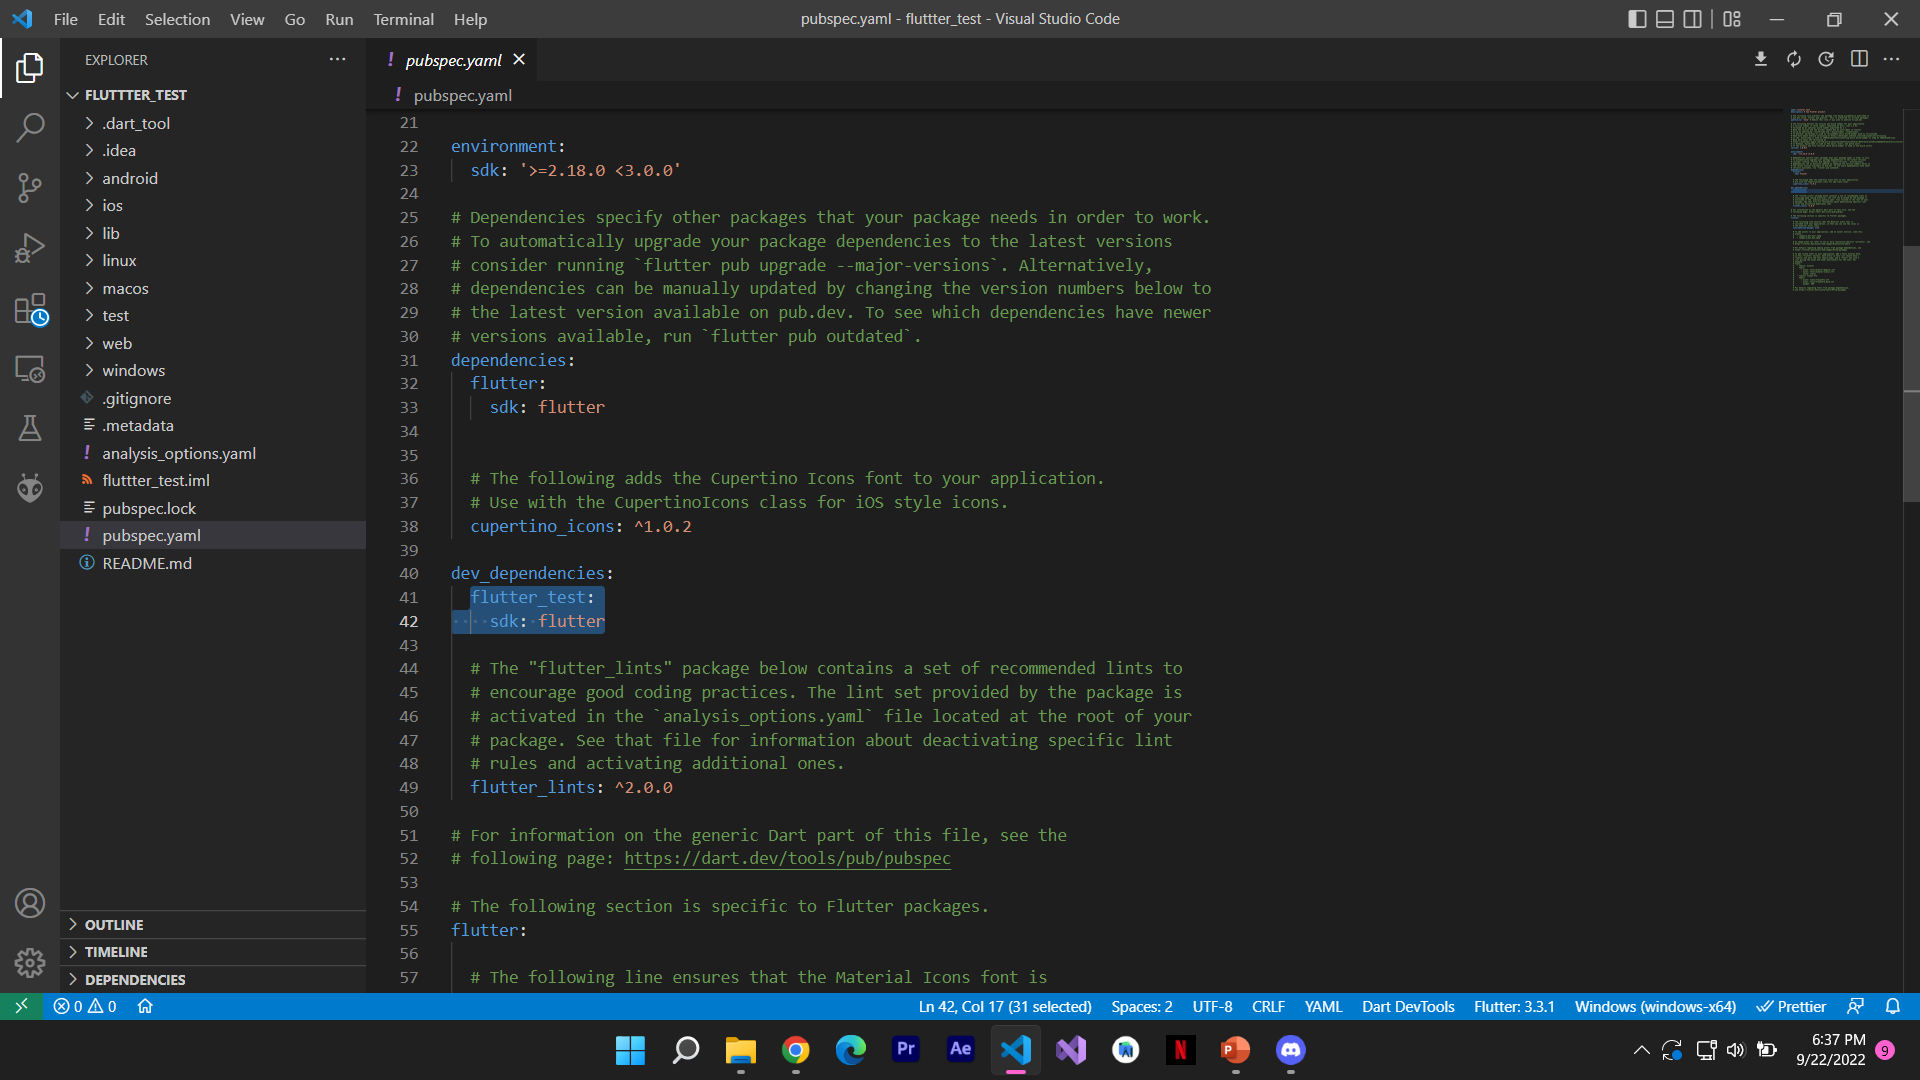 File Edit Selection View Go Run Terminal Help
pubspec.yaml - fluttter_test - Visual Studio Code
EXPLORER
FLUTTTER_TEST
.dart_tool
.idea
android
ios
lib
linux
macos
test
web
windows
.gitignore
.metadata
analysis_options.yaml
fluttter_test.iml
pubspec.lock
pubspec.yaml
README.md
OUTLINE
TIMELINE
DEPENDENCIES
! pubspec.yaml
! pubspec.yaml
21
22 environment:
23 sdk: '>=2.18.0 <3.0.0'
24
25 # Dependencies specify other packages that your package needs in order to work.
26 # To automatically upgrade your package dependencies to the latest versions
27 # consider running `flutter pub upgrade --major-versions`. Alternatively,
28 # dependencies can be manually updated by changing the version numbers below to
29 # the latest version available on pub.dev. To see which dependencies have newer
30 # versions available, run `flutter pub outdated`.
31 dependencies:
32 flutter:
33 sdk: flutter
34
35
36 # The following adds the Cupertino Icons font to your application.
37 # Use with the CupertinoIcons class for iOS style icons.
38 cupertino_icons: ^1.0.2
39
40 dev_dependencies:
41 flutter_test:
42 sdk: flutter
43
44 # The "flutter_lints" package below contains a set of recommended lints to
45 # encourage good coding practices. The lint set provided by the package is
46 # activated in the `analysis_options.yaml` file located at the root of your
47 # package. See that file for information about deactivating specific lint
48 # rules and activating additional ones.
49 flutter_lints: ^2.0.0
50
51 # For information on the generic Dart part of this file, see the
52 # following page: https://dart.dev/tools/pub/pubspec
53
54 # The following section is specific to Flutter packages.
55 flutter:
56
57 # The following line ensures that the Material Icons font is
0 0
Ln 42, Col 17 (31 selected) Spaces: 2 UTF-8 CRLF YAML Dart DevTools Flutter: 3.3.1 Windows (windows-x64) Prettier
Pr Ae N P
6:37 PM
9/22/2022
9